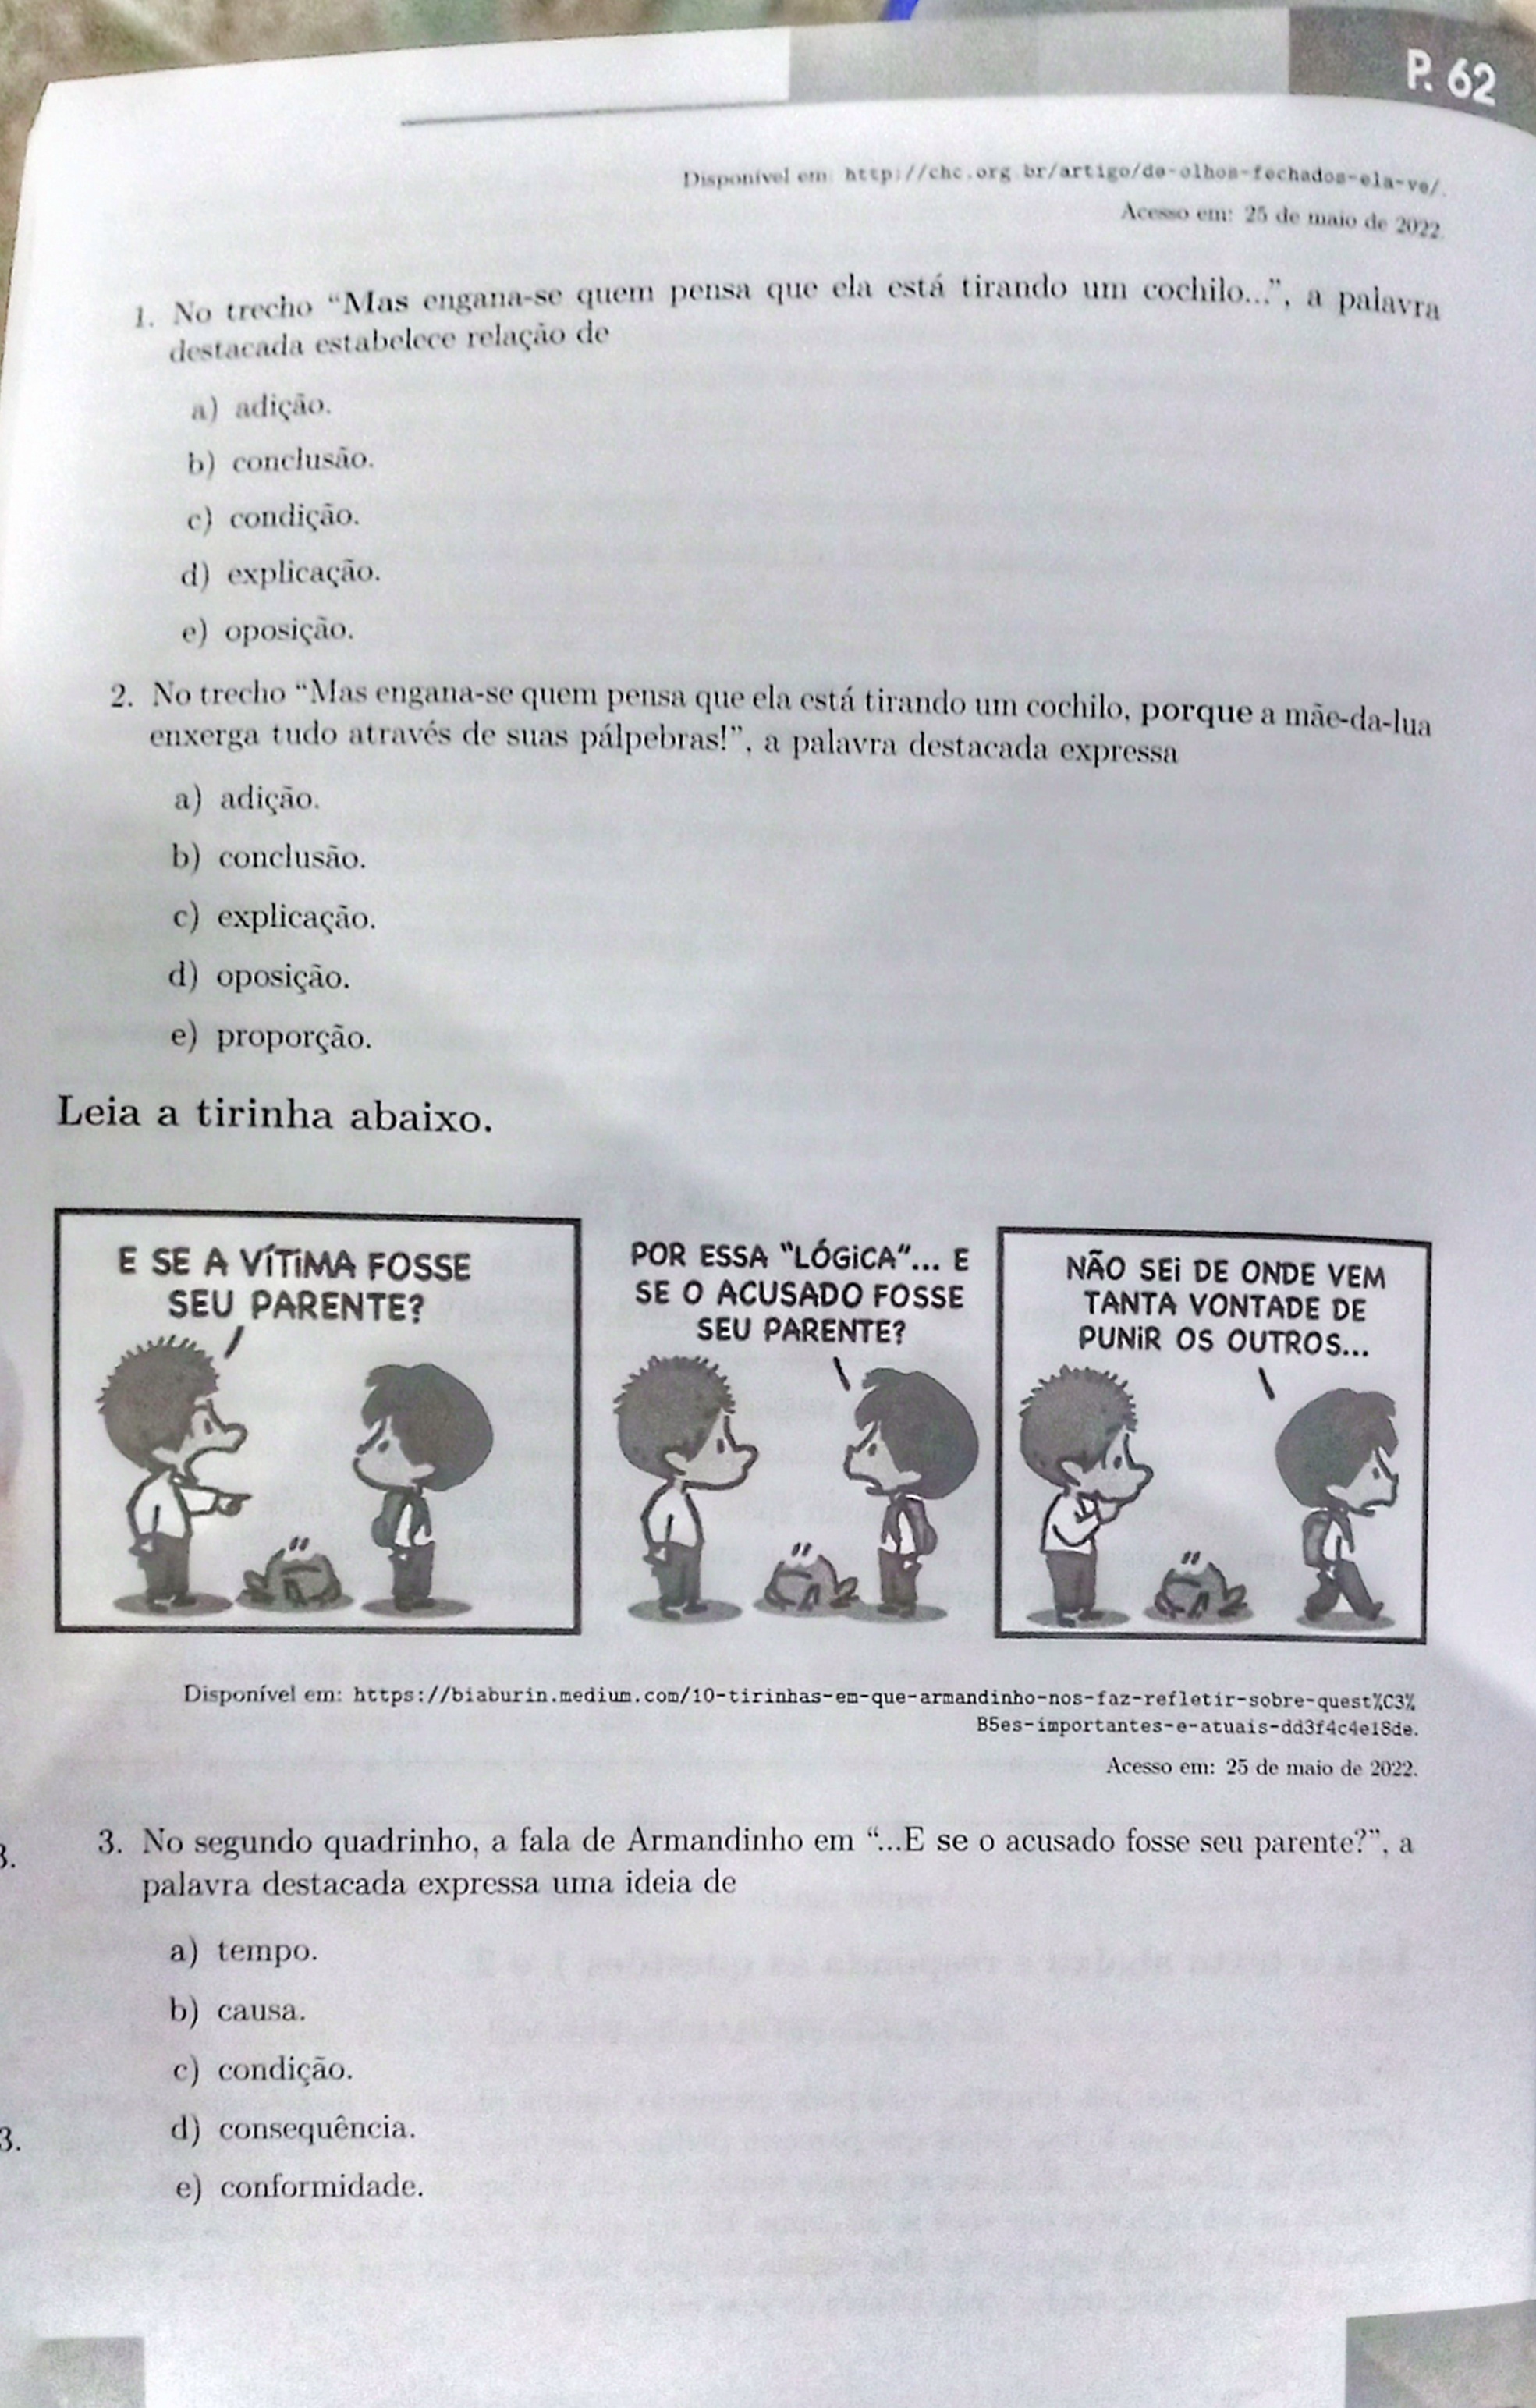 P. 62
Disponível em: http://chc.org.br/artigo/de-olhos-fechados-ela-ve/.
Acesso em: 25 de maio de 2022.
1. No trecho “Mas engana-se quem pensa que ela está tirando um cochilo...”, a palavra
destacada estabelece relação de
a) adição.
b) conclusão.
c) condição.
d) explicação.
e) oposição.
2. No trecho “Mas engana-se quem pensa que ela está tirando um cochilo, porque a mãe-da-lua
enxerga tudo através de suas pálpebras!”, a palavra destacada expressa
a) adição.
b) conclusão.
c) explicação.
d) oposição.
e) proporção.
Leia a tirinha abaixo.
E SE A VÍTIMA FOSSE
SEU PARENTE?
POR ESSA “LÓGICA”... E
SE O ACUSADO FOSSE
SEU PARENTE?
NÃO SEI DE ONDE VEM
TANTA VONTADE DE
PUNIR OS OUTROS...
Disponível em: https://biaburin.medium.com/10-tirinhas-em-que-armandinho-nos-faz-refletir-sobre-quest%C3%
B5es-importantes-e-atuais-dd3f4c4e18de.
Acesso em: 25 de maio de 2022.
3. No segundo quadrinho, a fala de Armandinho em “...E se o acusado fosse seu parente?”, a
palavra destacada expressa uma ideia de
a) tempo.
b) causa.
c) condição.
d) consequência.
3.
e) conformidade.